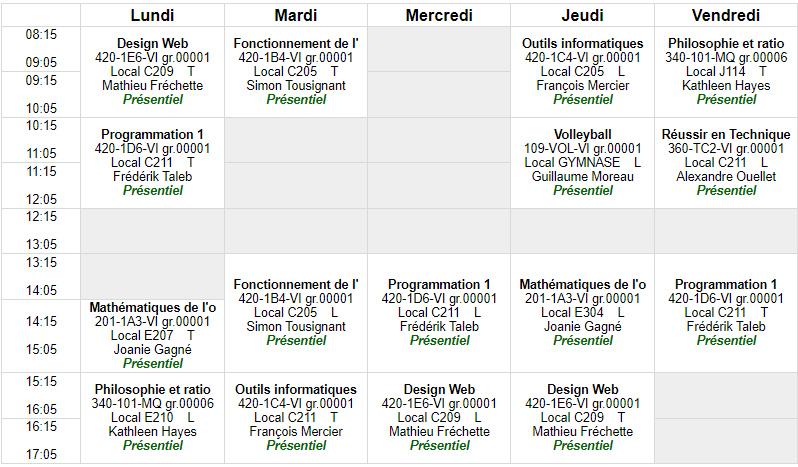 Lundi Mardi Mercredi Jeudi Vendredi
08:15
09:05
09:15
10:05
Design Web
420-1E6-VI gr.00001
Local C209 T
Mathieu Fréchette
Présentiel
Fonctionnement de l'
420-1B4-VI gr.00001
Local C205 T
Simon Tousignant
Présentiel
Outils informatiques
420-1C4-VI gr.00001
Local C205 L
François Mercier
Présentiel
Philosophie et ratio
340-101-MQ gr.00006
Local J114 T
Kathleen Hayes
Présentiel
10:15
11:05
11:15
12:05
Programmation 1
420-1D6-VI gr.00001
Local C211 T
Frédérik Taleb
Présentiel
Volleyball
109-VOL-VI gr.00001
Local GYMNASE L
Guillaume Moreau
Présentiel
Réussir en Technique
360-TC2-VI gr.00001
Local C211 L
Alexandre Ouellet
Présentiel
12:15
13:05
13:15
14:05
14:15
15:05
Mathématiques de l'o
201-1A3-VI gr.00001
Local E207 T
Joanie Gagné
Présentiel
Fonctionnement de l'
420-1B4-VI gr.00001
Local C205 L
Simon Tousignant
Présentiel
Programmation 1
420-1D6-VI gr.00001
Local C211 L
Frédérik Taleb
Présentiel
Mathématiques de l'o
201-1A3-VI gr.00001
Local E304 L
Joanie Gagné
Présentiel
Programmation 1
420-1D6-VI gr.00001
Local C211 T
Frédérik Taleb
Présentiel
15:15
16:05
16:15
17:05
Philosophie et ratio
340-101-MQ gr.00006
Local E210 L
Kathleen Hayes
Présentiel
Outils informatiques
420-1C4-VI gr.00001
Local C211 T
François Mercier
Présentiel
Design Web
420-1E6-VI gr.00001
Local C209 L
Mathieu Fréchette
Présentiel
Design Web
420-1E6-VI gr.00001
Local C209 T
Mathieu Fréchette
Présentiel